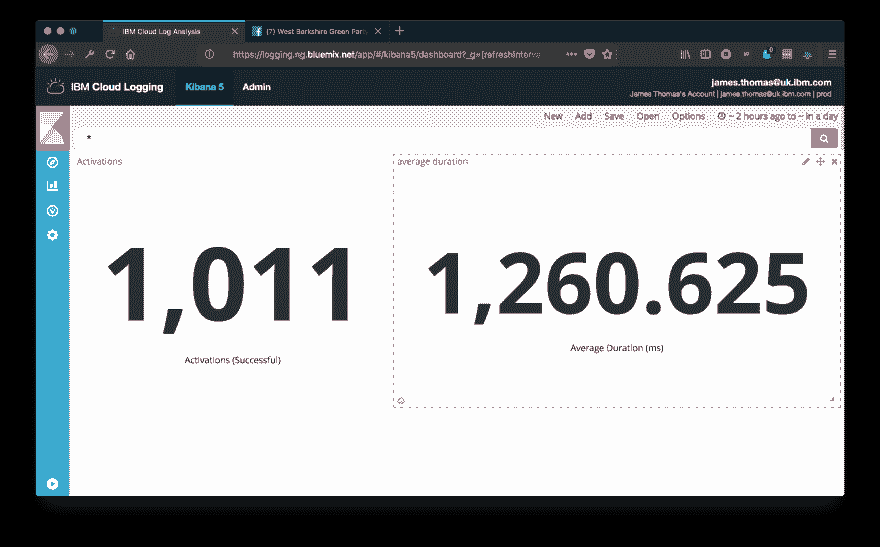 IBM Cloud Log Analysis
(7) West Berkshire Green Part
https://logging.ng.bluemix.net/app/#/kibana5/dashboard?_g=(refreshInterva
IBM Cloud Logging
Kibana 5
Admin
james.thomas@uk.ibm.com
James Thomas's Account | james.thomas@uk.ibm.com | prod
New Add Save Open Options ~ 2 hours ago to ~ in a day
*
Activations
average duration
1,011
Activations (Successful)
1,260.625
Average Duration (ms)